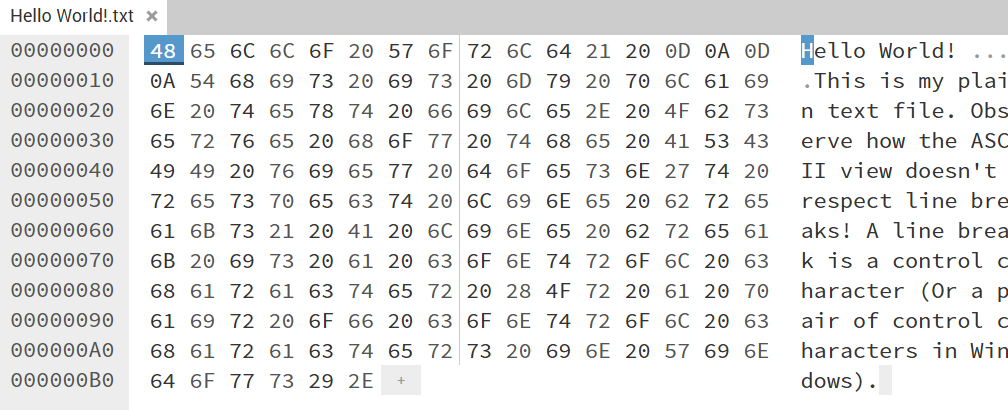 Hello World!.txt ×
00000000 48 65 6C 6C 6F 20 57 6F 72 6C 64 21 20 0D 0A 0D Hello World! ...
00000010 0A 54 68 69 73 20 69 73 20 6D 79 20 70 6C 61 69 .This is my plai
00000020 6E 20 74 65 78 74 20 66 69 6C 65 2E 20 4F 62 73 n text file. Obs
00000030 65 72 76 65 20 68 6F 77 20 74 68 65 20 41 53 43 erve how the ASC
00000040 49 49 20 76 69 65 77 20 64 6F 65 73 6E 27 74 20 II view doesn't
00000050 72 65 73 70 65 63 74 20 6C 69 6E 65 20 62 72 65 respect line bre
00000060 61 6B 73 21 20 41 20 6C 69 6E 65 20 62 72 65 61 aks! A line brea
00000070 6B 20 69 73 20 61 20 63 6F 6E 74 72 6F 6C 20 63 k is a control c
00000080 68 61 72 61 63 74 65 72 20 28 4F 72 20 61 20 70 haracter (Or a p
00000090 61 69 72 20 6F 66 20 63 6F 6E 74 72 6F 6C 20 63 air of control c
000000A0 68 61 72 61 63 74 65 72 73 20 69 6E 20 57 69 6E haracters in Win
000000B0 64 6F 77 73 29 2E + dows).